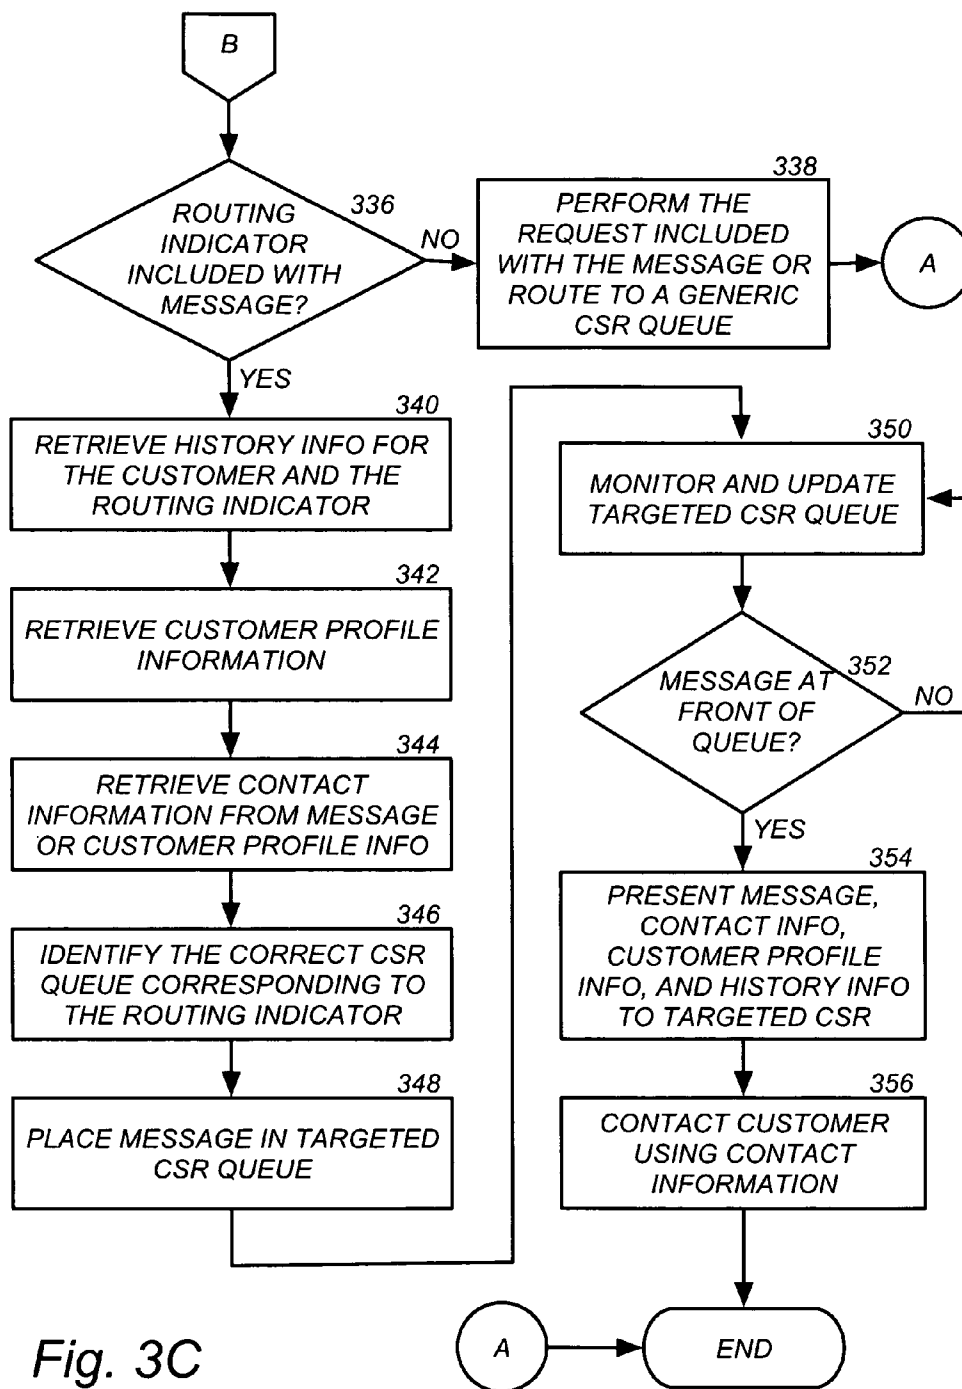 B
336
ROUTING
INDICATOR
INCLUDED WITH
MESSAGE?
NO
338
PERFORM THE
REQUEST INCLUDED
WITH THE MESSAGE OR
ROUTE TO A GENERIC
CSR QUEUE
A
YES
340
RETRIEVE HISTORY INFO FOR
THE CUSTOMER AND THE
ROUTING INDICATOR
342
RETRIEVE CUSTOMER PROFILE
INFORMATION
344
RETRIEVE CONTACT
INFORMATION FROM MESSAGE
OR CUSTOMER PROFILE INFO
346
IDENTIFY THE CORRECT CSR
QUEUE CORRESPONDING TO
THE ROUTING INDICATOR
348
PLACE MESSAGE IN TARGETED
CSR QUEUE
350
MONITOR AND UPDATE
TARGETED CSR QUEUE
352
MESSAGE AT
FRONT OF
QUEUE?
NO
YES
354
PRESENT MESSAGE,
CONTACT INFO,
CUSTOMER PROFILE
INFO, AND HISTORY INFO
TO TARGETED CSR
356
CONTACT CUSTOMER
USING CONTACT
INFORMATION
A
END
Fig. 3C